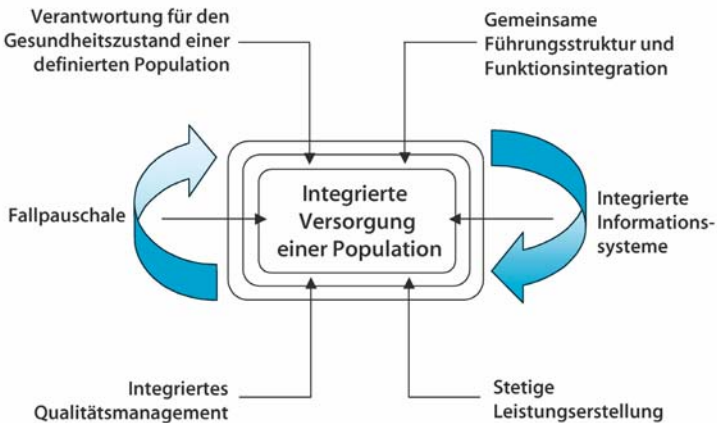 Verantwortung für den
Gesundheitszustand einer
definierten Population
Gemeinsame
Führungsstruktur und
Funktionsintegration
Fallpauschale
Integrierte
Versorgung
einer Population
Integrierte
Informations-
systeme
Integriertes
Qualitätsmanagement
Stetige
Leistungserstellung